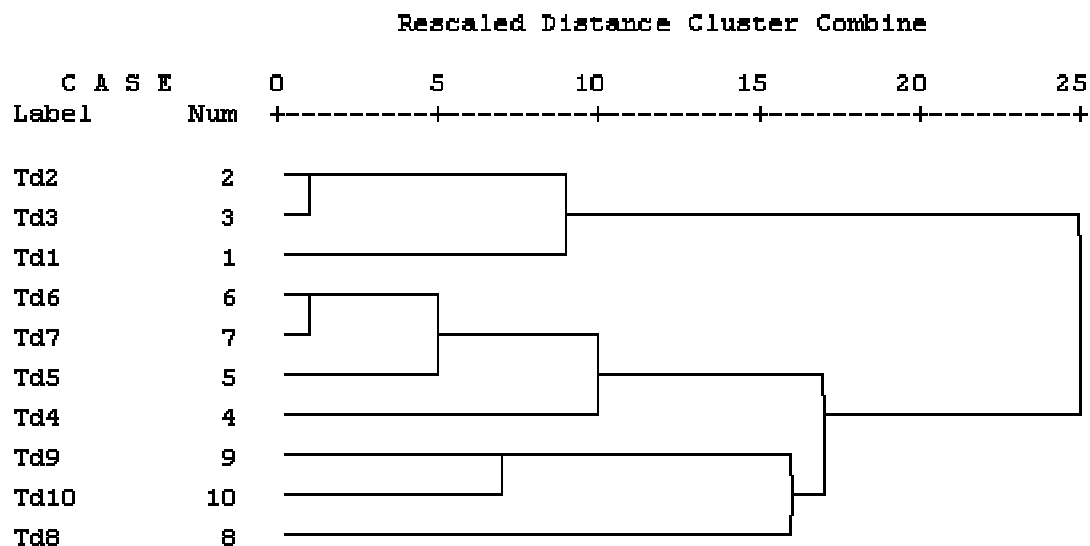 Rescaled Distance Cluster Combine
C A S E 0 5 10 15 20 25
Label Num +---------+---------+---------+---------+---------+
Td2 2
Td3 3
Td1 1
Td6 6
Td7 7
Td5 5
Td4 4
Td9 9
Td10 10
Td8 8